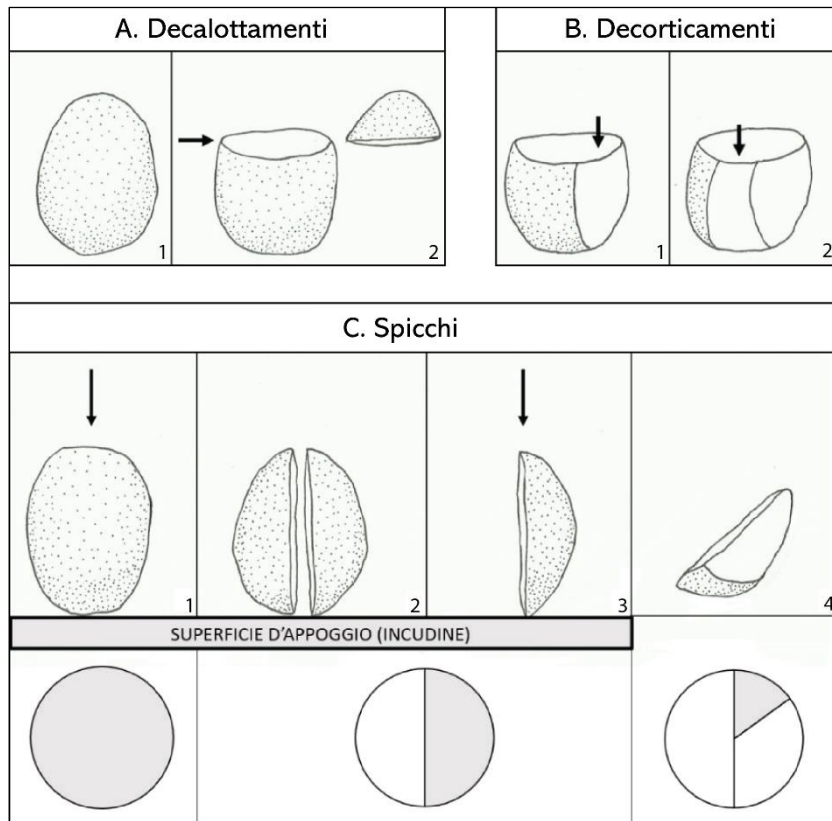 A. Decalottamenti
B. Decorticamenti
1
2
1
2
C. Spicchi
1
2
3
4
SUPERFICIE D'APPOGGIO (INCUDINE)